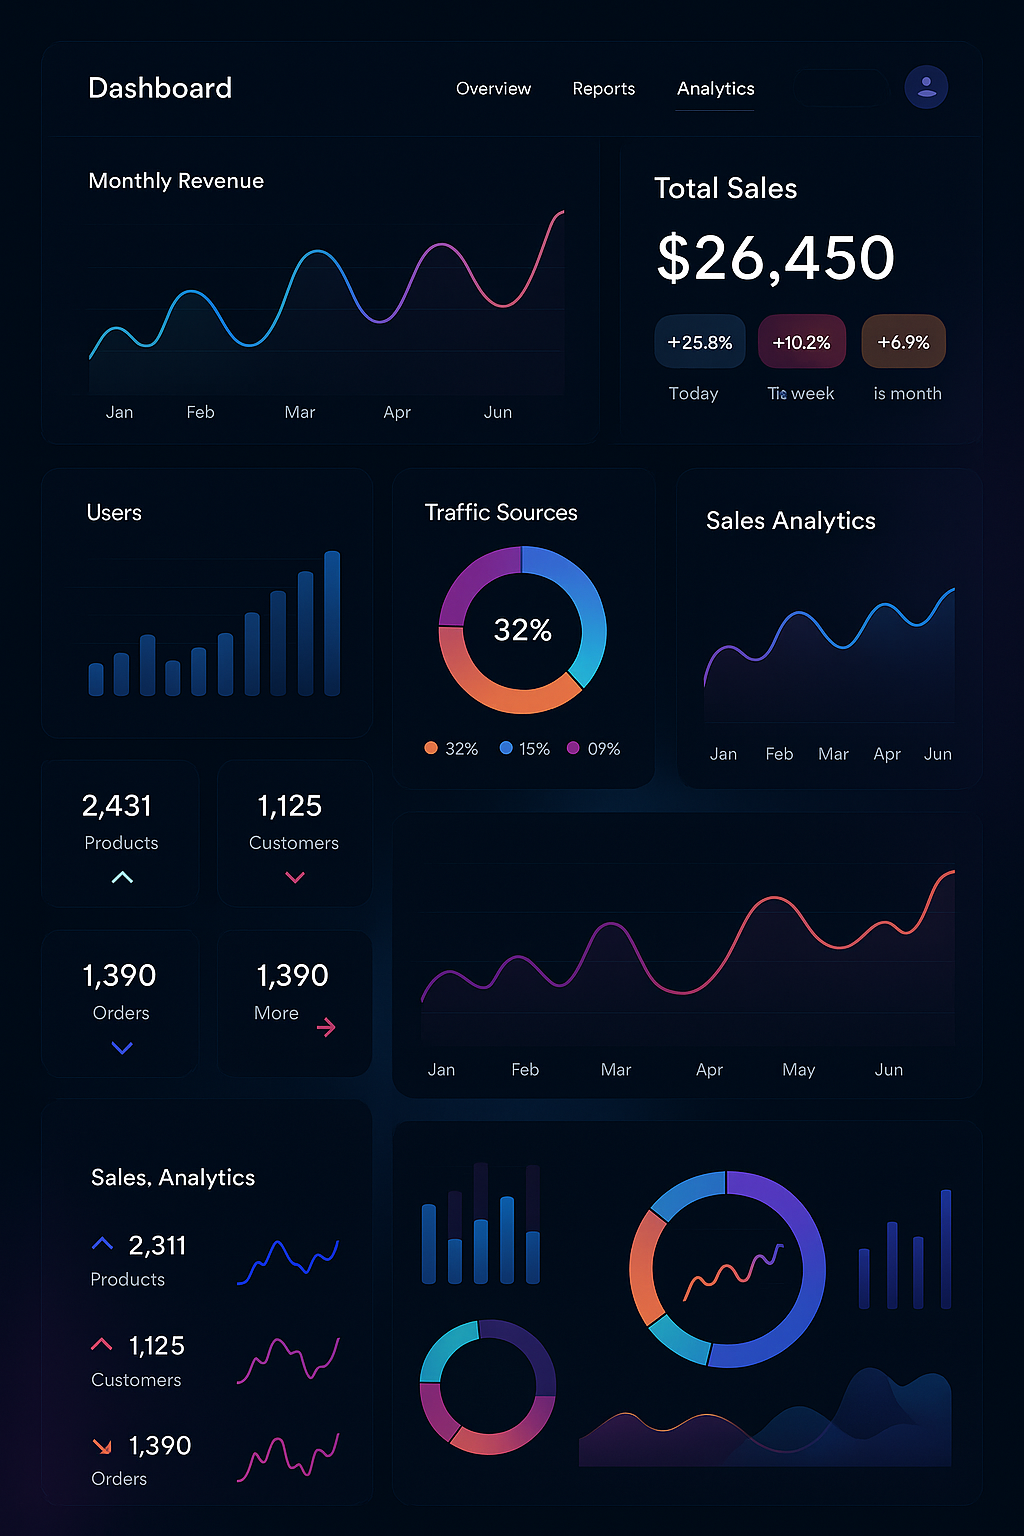 Dashboard
Overview Reports Analytics
Monthly Revenue
Jan Feb Mar Apr Jun
Total Sales
$26,450
+25.8% +10.2% +6.9%
Today week is month
Users
Traffic Sources
32%
32% 15% 09%
Sales Analytics
Jan Feb Mar Apr Jun
2,431
Products
1,125
Customers
1,390
Orders
1,390
More
Jan Feb Mar Apr May Jun
Sales, Analytics
2,311
Products
1,125
Customers
1,390
Orders